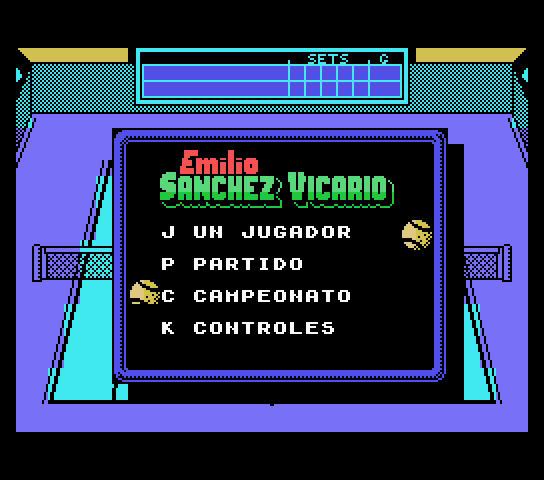 SETS G
Emilio
SANCHEZ VICARIO
J UN JUGADOR
P PARTIDO
C CAMPEONATO
K CONTROLES